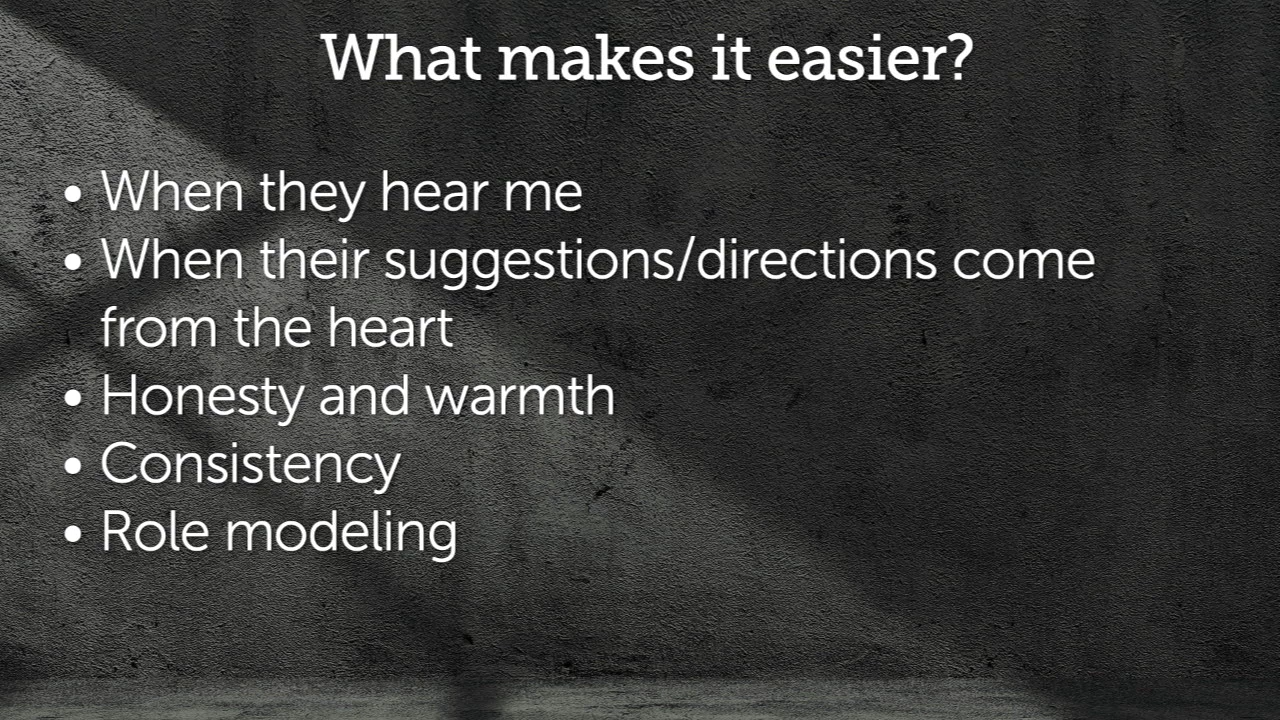 What makes it easier?
• When they hear me
• When their suggestions/directions come
from the heart
• Honesty and warmth
• Consistency
• Role modeling